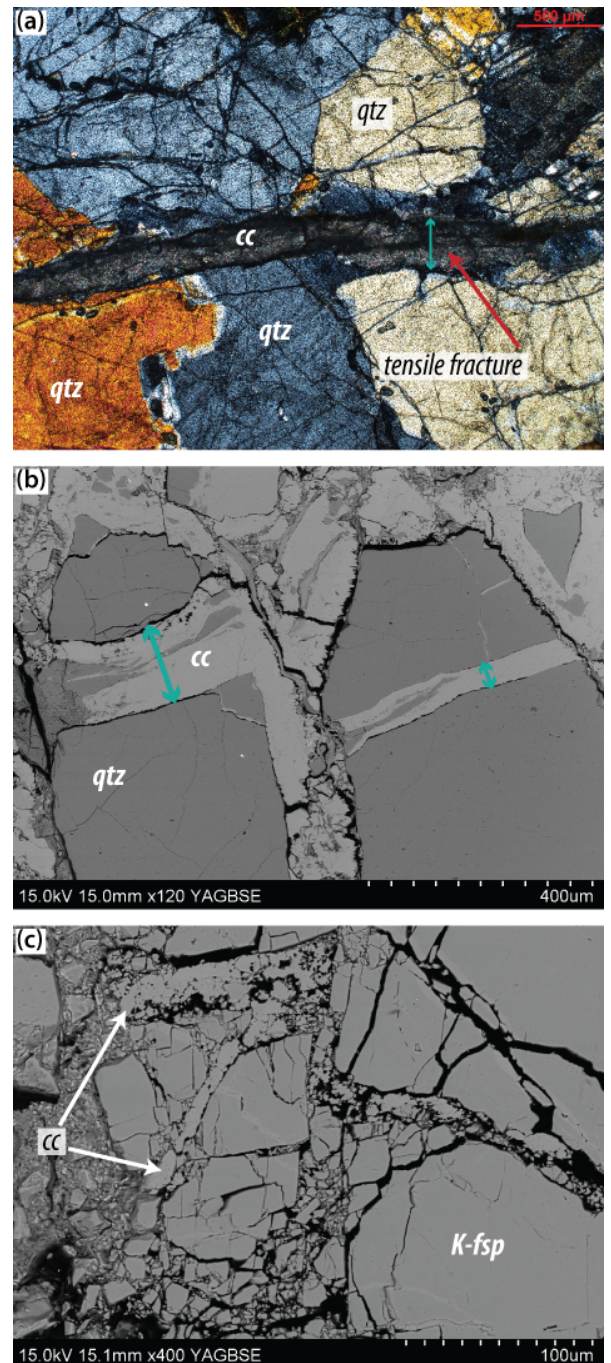 (a)
500 µm
qtz
cc
qtz
qtz
tensile fracture
(b)
cc
qtz
15.0kV 15.0mm x120 YAGBSE 400um
(c)
cc
K-fsp
15.0kV 15.1mm x400 YAGBSE 100um